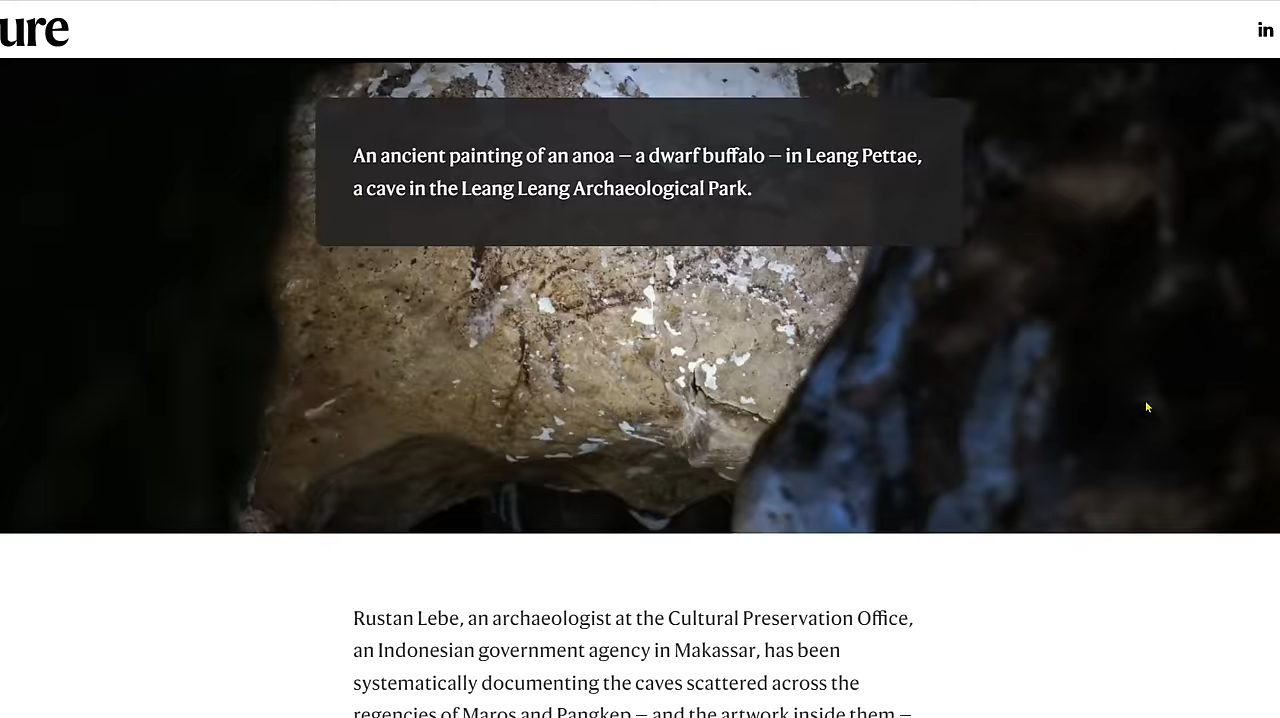 ure
in
An ancient painting of an anoa – a dwarf buffalo – in Leang Pettae,
a cave in the Leang Leang Archaeological Park.
Rustan Lebe, an archaeologist at the Cultural Preservation Office,
an Indonesian government agency in Makassar, has been
systematically documenting the caves scattered across the
regencies of Maros and Pangkep – and the artwork inside them –